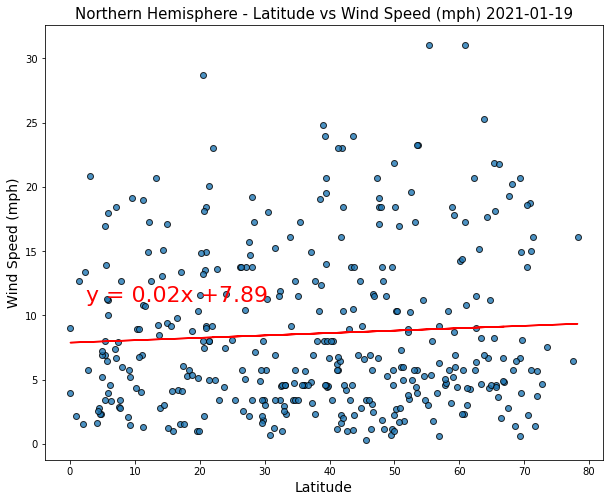 Northern Hemisphere - Latitude vs Wind Speed (mph) 2021-01-19
30
25
20
15
10
5
0
Wind Speed (mph)
y = 0.02x +7.89
0 10 20 30 40 50 60 70 80
Latitude